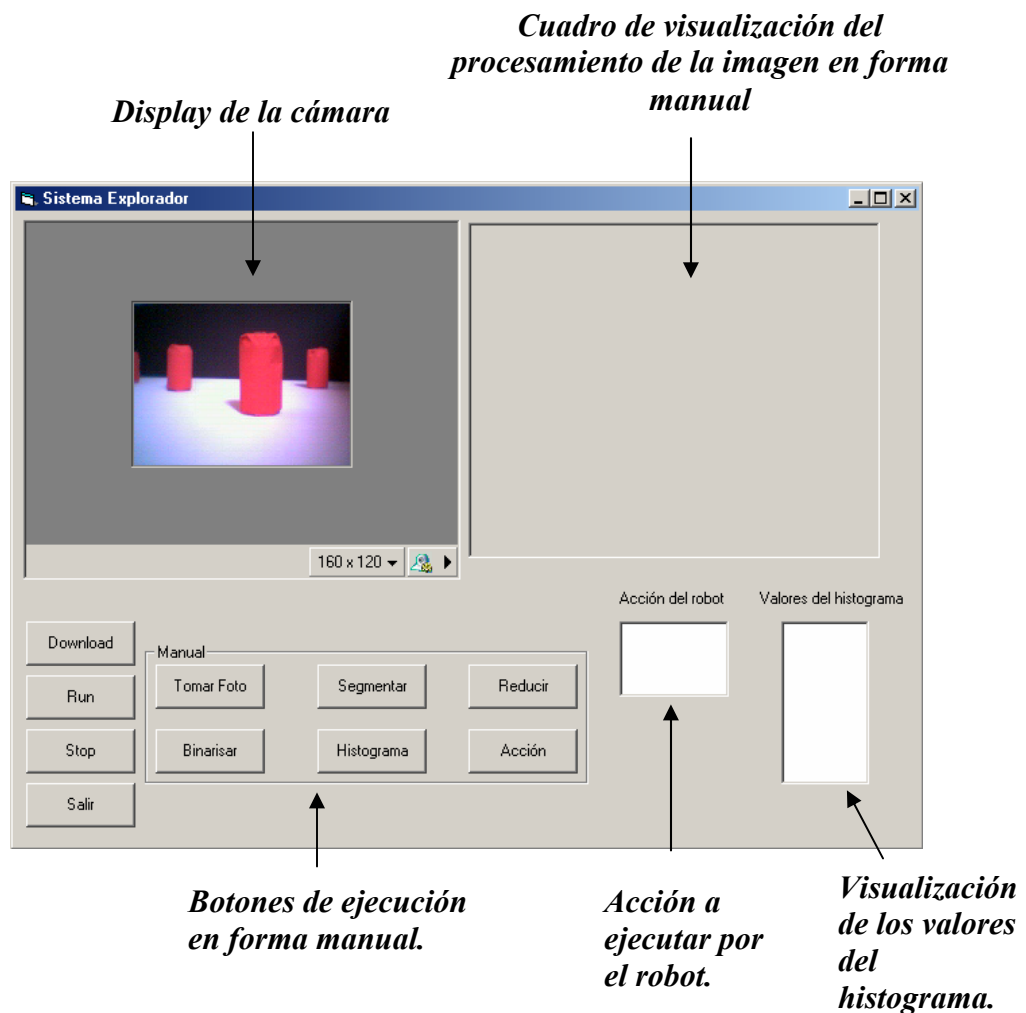 Cuadro de visualización del
procesamiento de la imagen en forma
manual
Display de la cámara
Sistema Explorador
160 x 120
Acción del robot
Valores del histograma
Download
Manual
Tomar Foto
Segmentar
Reducir
Run
Stop
Binarisar
Histograma
Acción
Salir
Botones de ejecución
en forma manual.
Acción a
ejecutar por
el robot.
Visualización
de los valores
del
histograma.